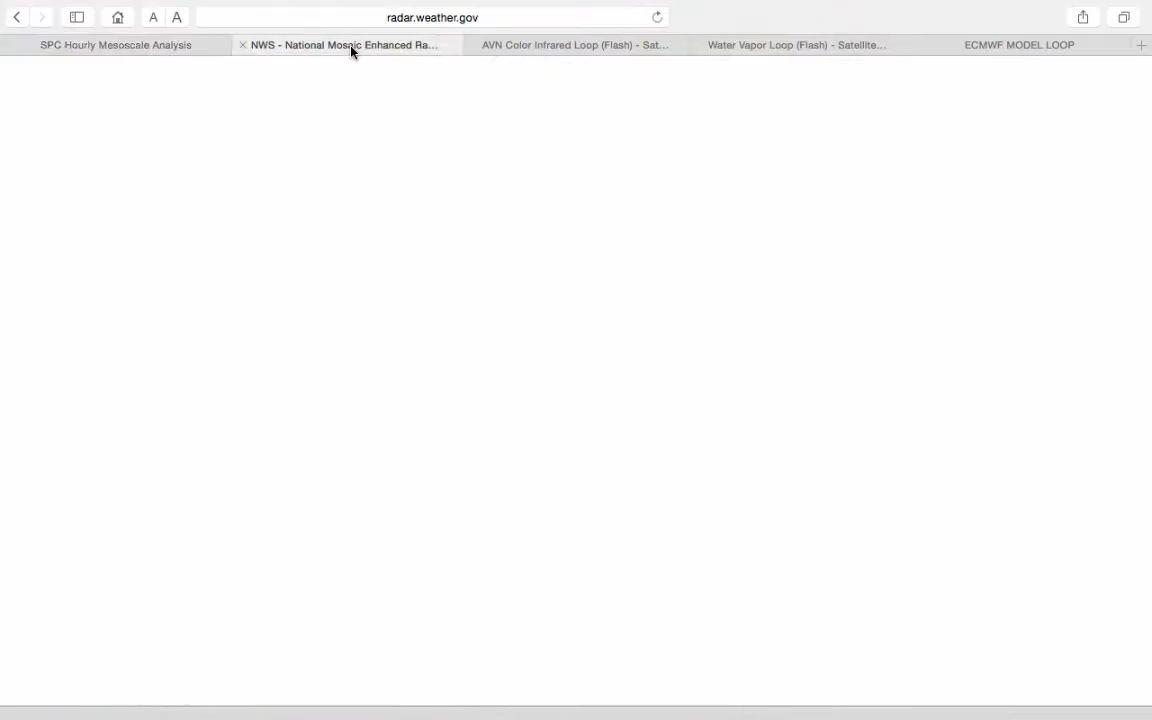 A A radar.weather.gov
SPC Hourly Mesoscale Analysis NWS - National Mosaic Enhanced Ra... AVN Color Infrared Loop (Flash) - Sat... Water Vapor Loop (Flash) - Satellite... ECMWF MODEL LOOP